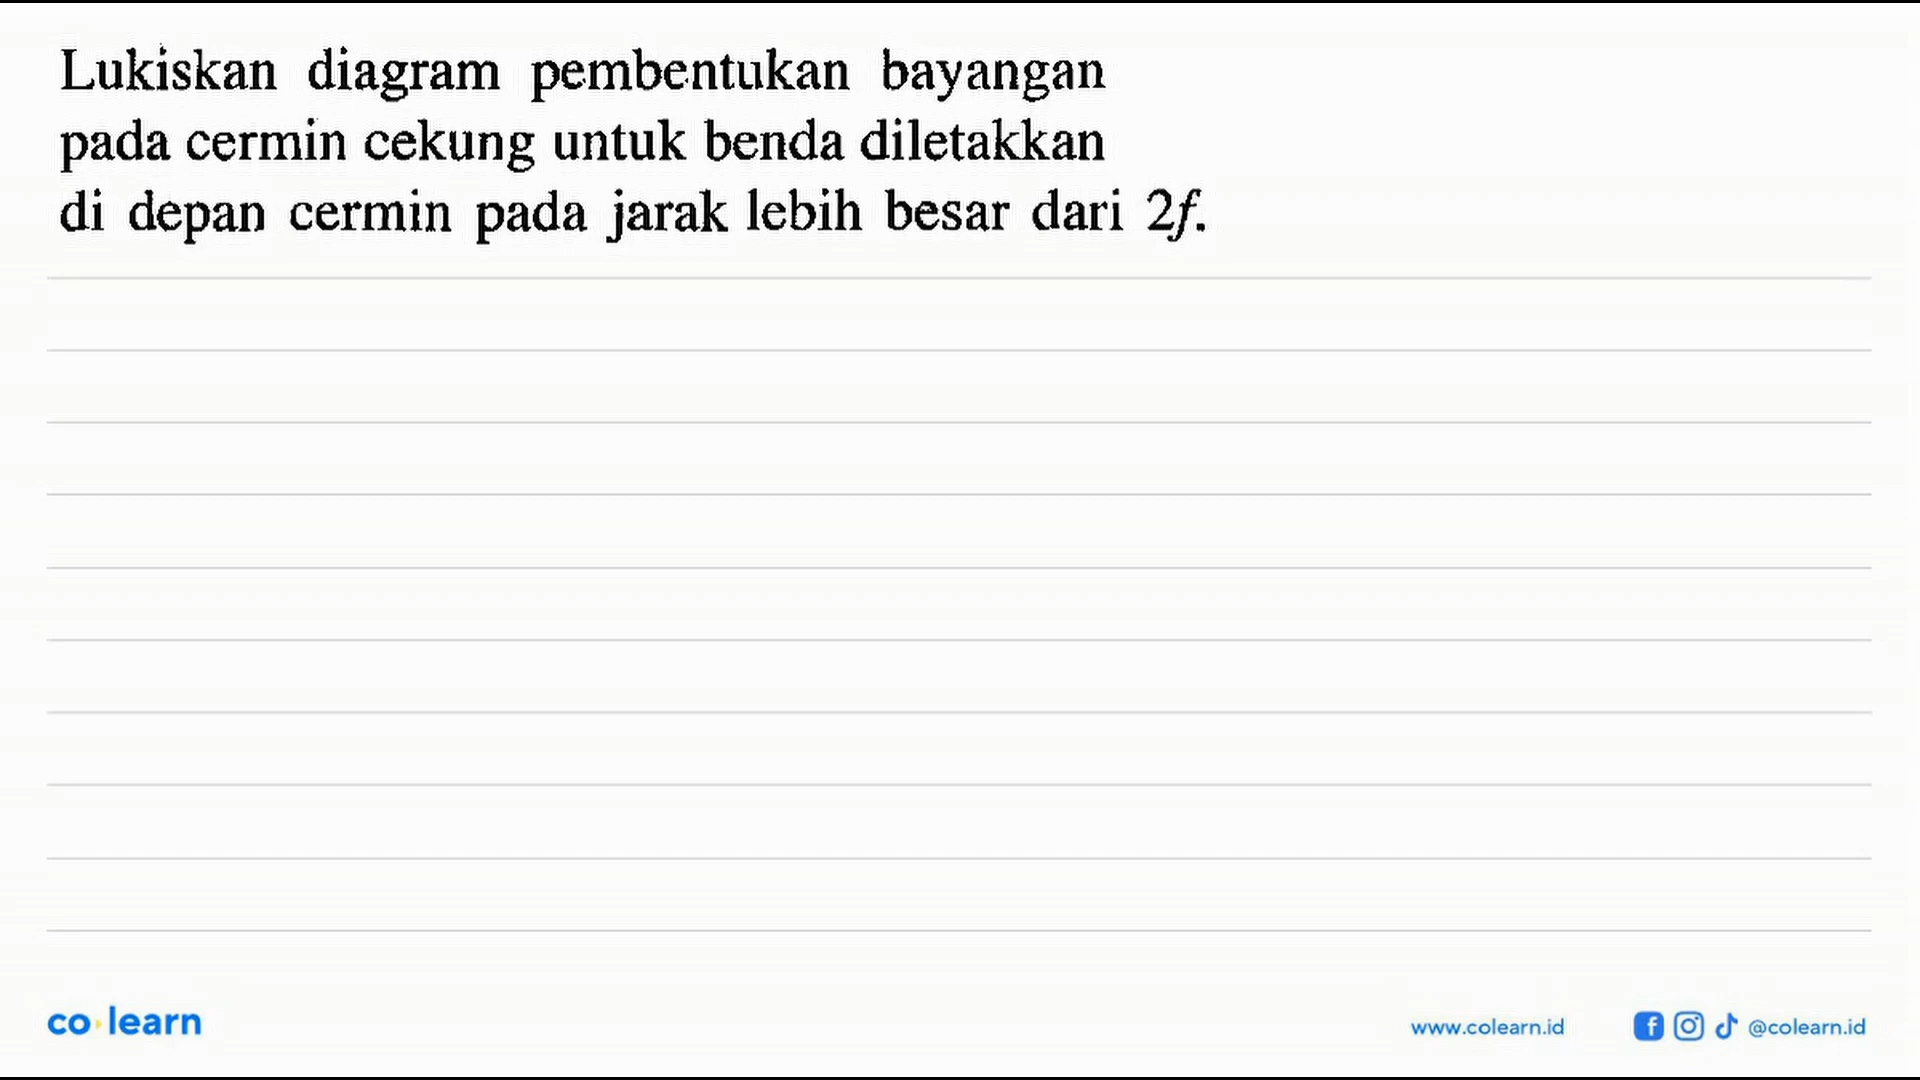 Lukiskan diagram pembentukan bayangan
pada cermin cekung untuk benda diletakkan
di depan cermin pada jarak lebih besar dari 2f.
co learn
www.colearn.id
@colearn.id